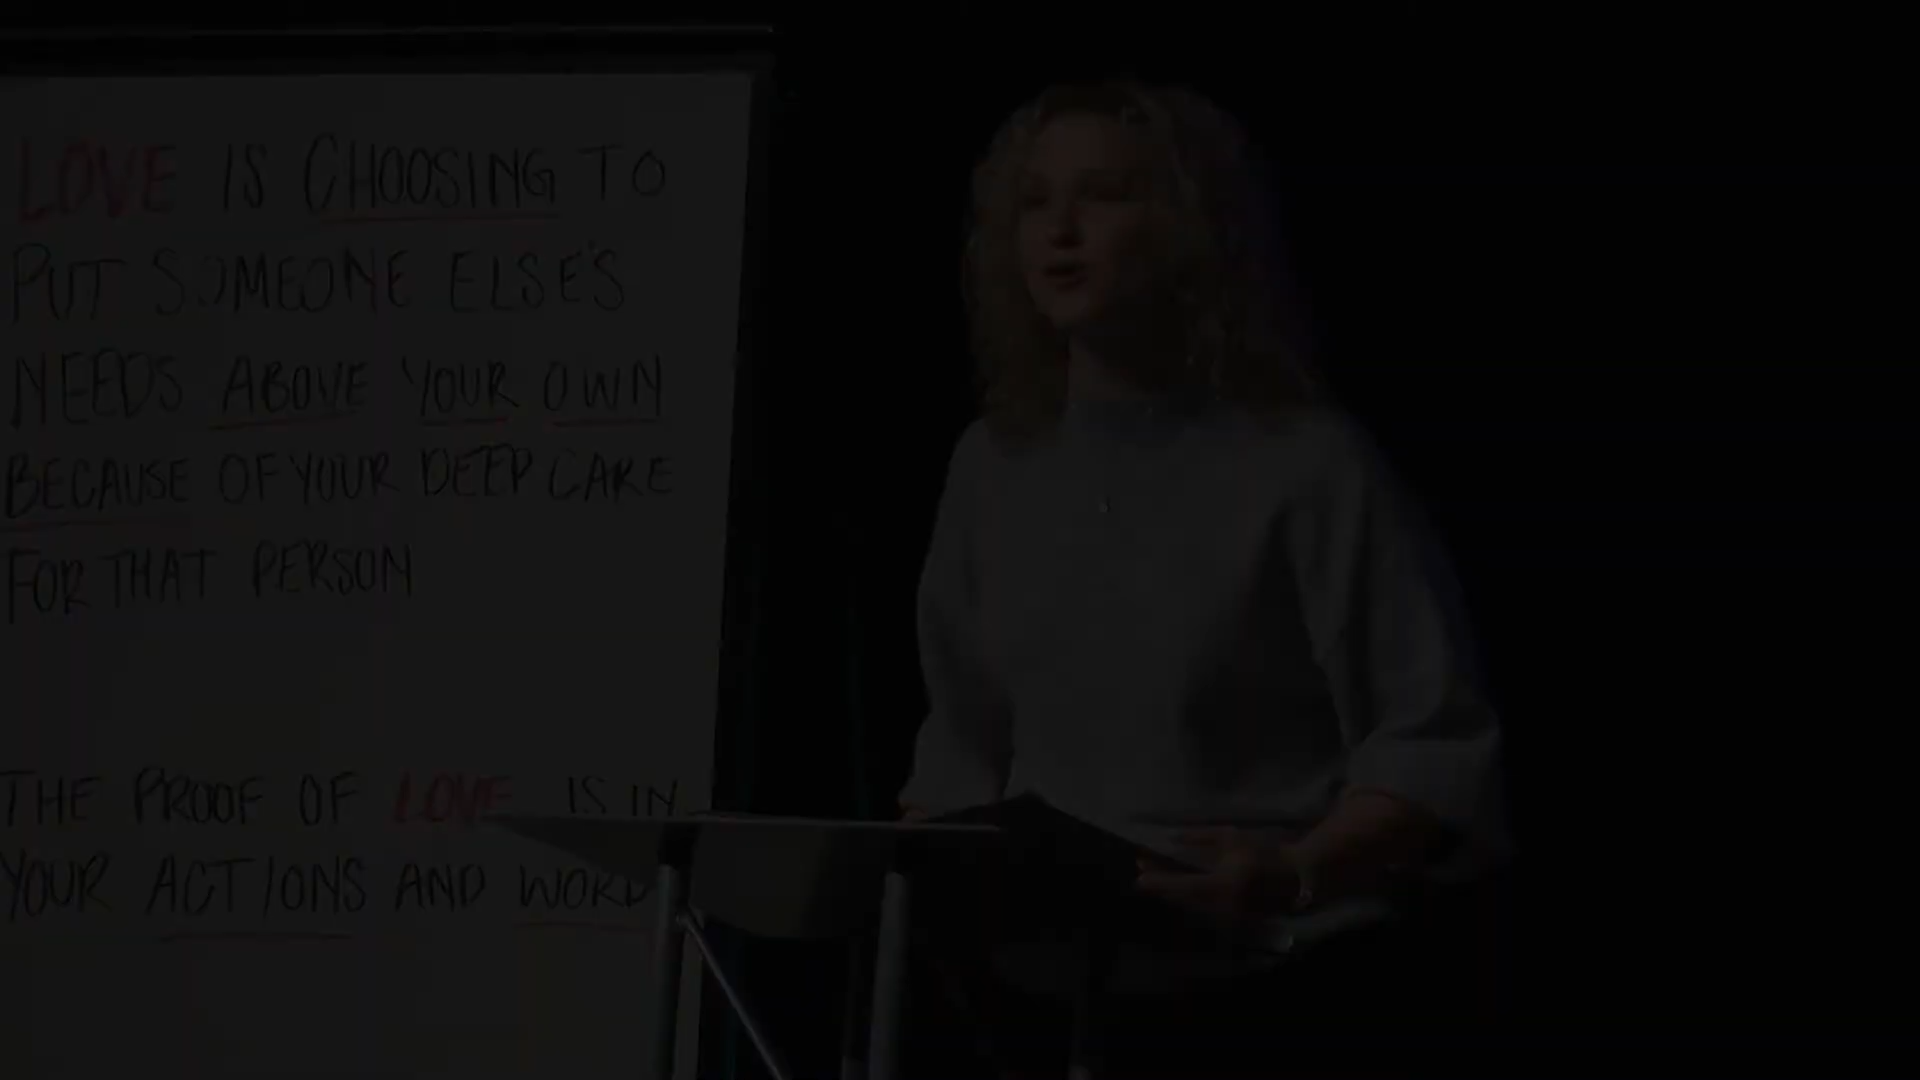 LOVE IS CHOOSING TO
PUT SOMEONE ELSE'S
NEEDS ABOVE YOUR OWN
BECAUSE OF YOUR DEEP CARE
FOR THAT PERSON
THE PROOF OF LOVE IS IN
YOUR ACTIONS AND WORD